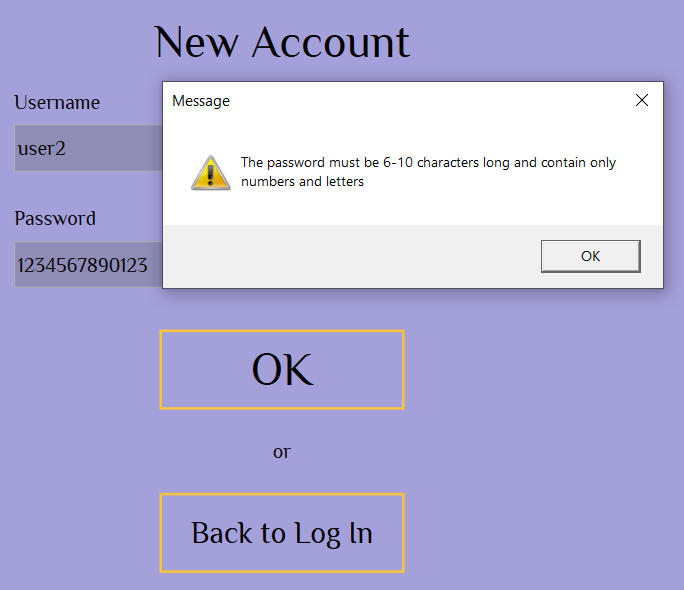 New Account
Username
Message
user2
The password must be 6-10 characters long and contain only
numbers and letters
Password
1234567890123
OK
OK
or
Back to Log In